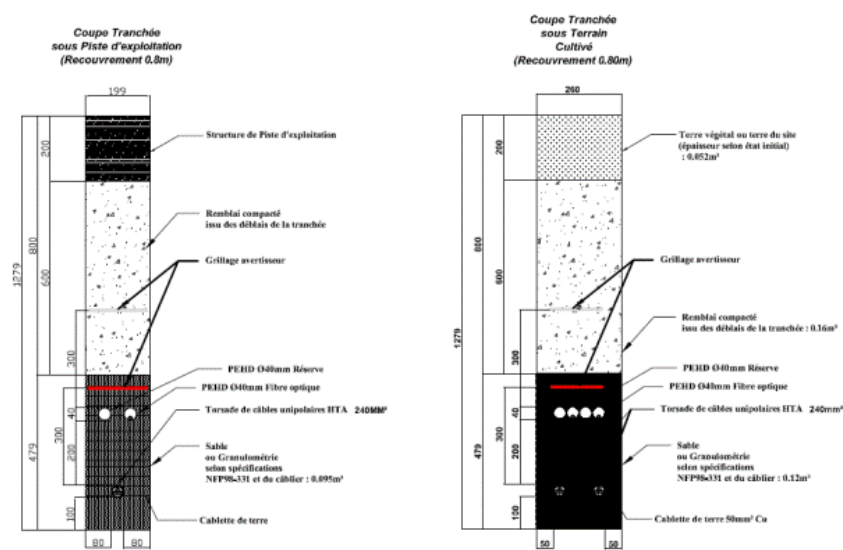 Coupe Tranchée
sous Piste d'exploitation
(Recouvrement 0.8m)
199
200
800
600
1279
300
479
300
40
200
100
80
80
Structure de Piste d'exploitation
Remblai compacté
issu des déblais de la tranchée
Grillage avertisseur
PEHD Ø40mm Réserve
PEHD Ø40mm Fibre optique
Torsade de câbles unipolaires HTA 240MM²
Sable
ou Granulométrie
selon spécifications
NFP98-331 et du câblier : 0.095m³
Cablette de terre
Coupe Tranchée
sous Terrain
Cultivé
(Recouvrement 0.80m)
260
200
800
600
1279
300
479
300
40
200
100
50
50
Terre végétal ou terre du site
(épaisseur selon état initial)
: 0.052m³
Remblai compacté
issu des déblais de la tranchée : 0.16m³
PEHD Ø40mm Réserve
PEHD Ø40mm Fibre optique
Torsade de câbles unipolaires HTA 240mm²
Sable
ou Granulométrie
selon spécifications
NFP98-331 et du câblier : 0.12m³
Cablette de terre 50mm² Cu